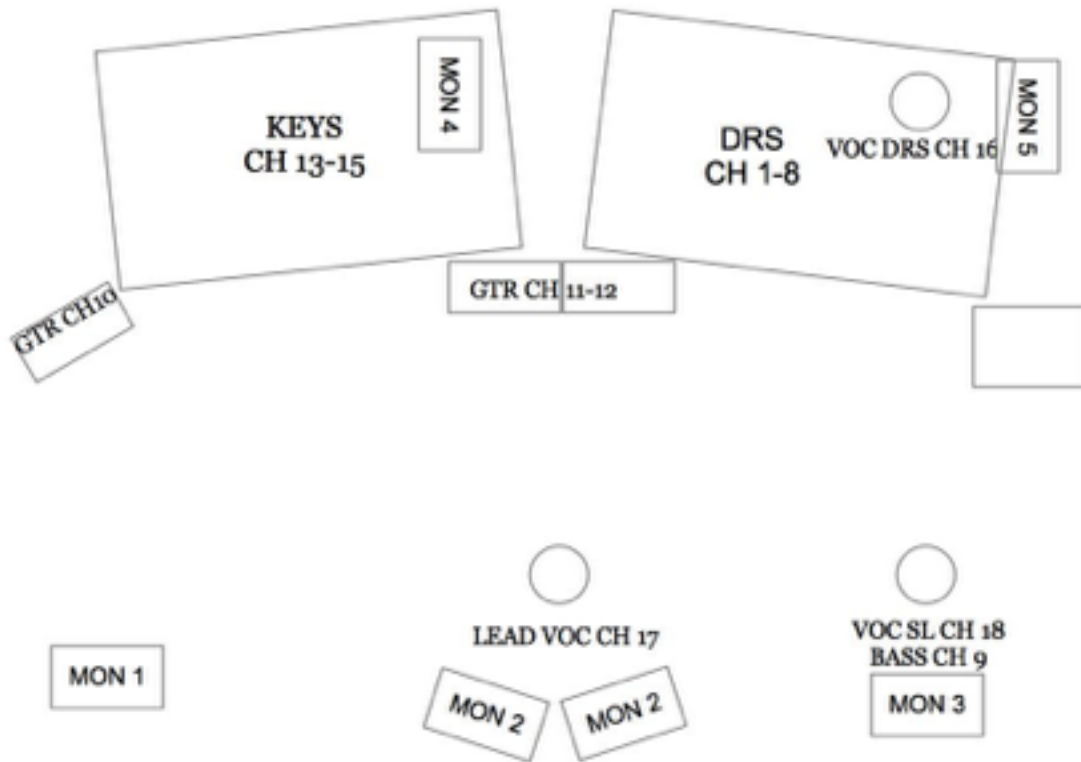 MON 4
KEYS
CH 13-15
DRS
CH 1-8
VOC DRS CH 16
MON 5
GTR CH10
GTR CH 11-12
LEAD VOC CH 17
VOC SL CH 18
BASS CH 9
MON 1
MON 2
MON 2
MON 3